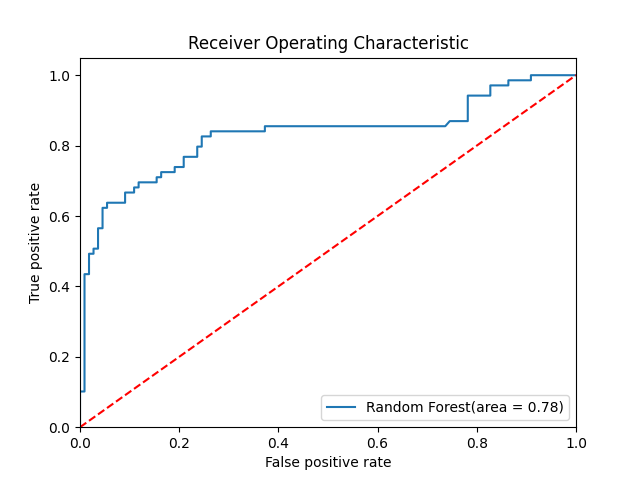 Receiver Operating Characteristic
1.0
0.8
0.6
0.4
0.2
0.0
True positive rate
Random Forest(area = 0.78)
0.0 0.2 0.4 0.6 0.8 1.0
False positive rate